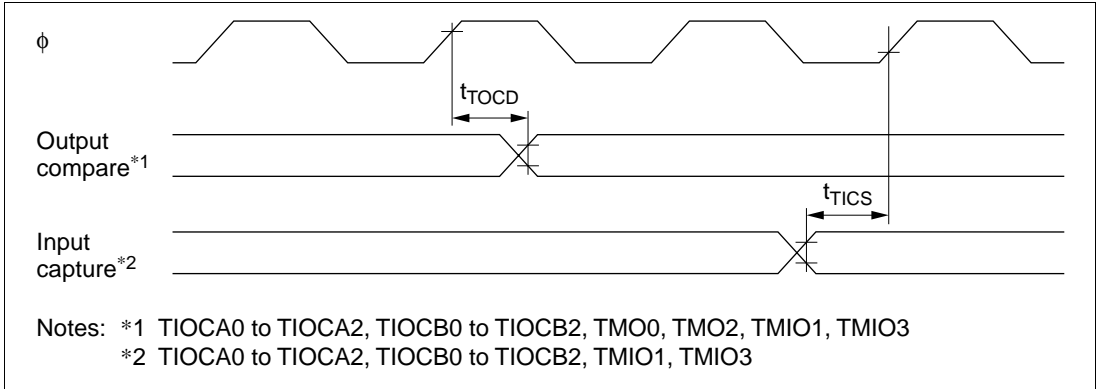 ϕ
tTOCD
Output
compare*1
tTICS
Input
capture*2
Notes: *1 TIOCA0 to TIOCA2, TIOCB0 to TIOCB2, TMO0, TMO2, TMIO1, TMIO3
*2 TIOCA0 to TIOCA2, TIOCB0 to TIOCB2, TMIO1, TMIO3